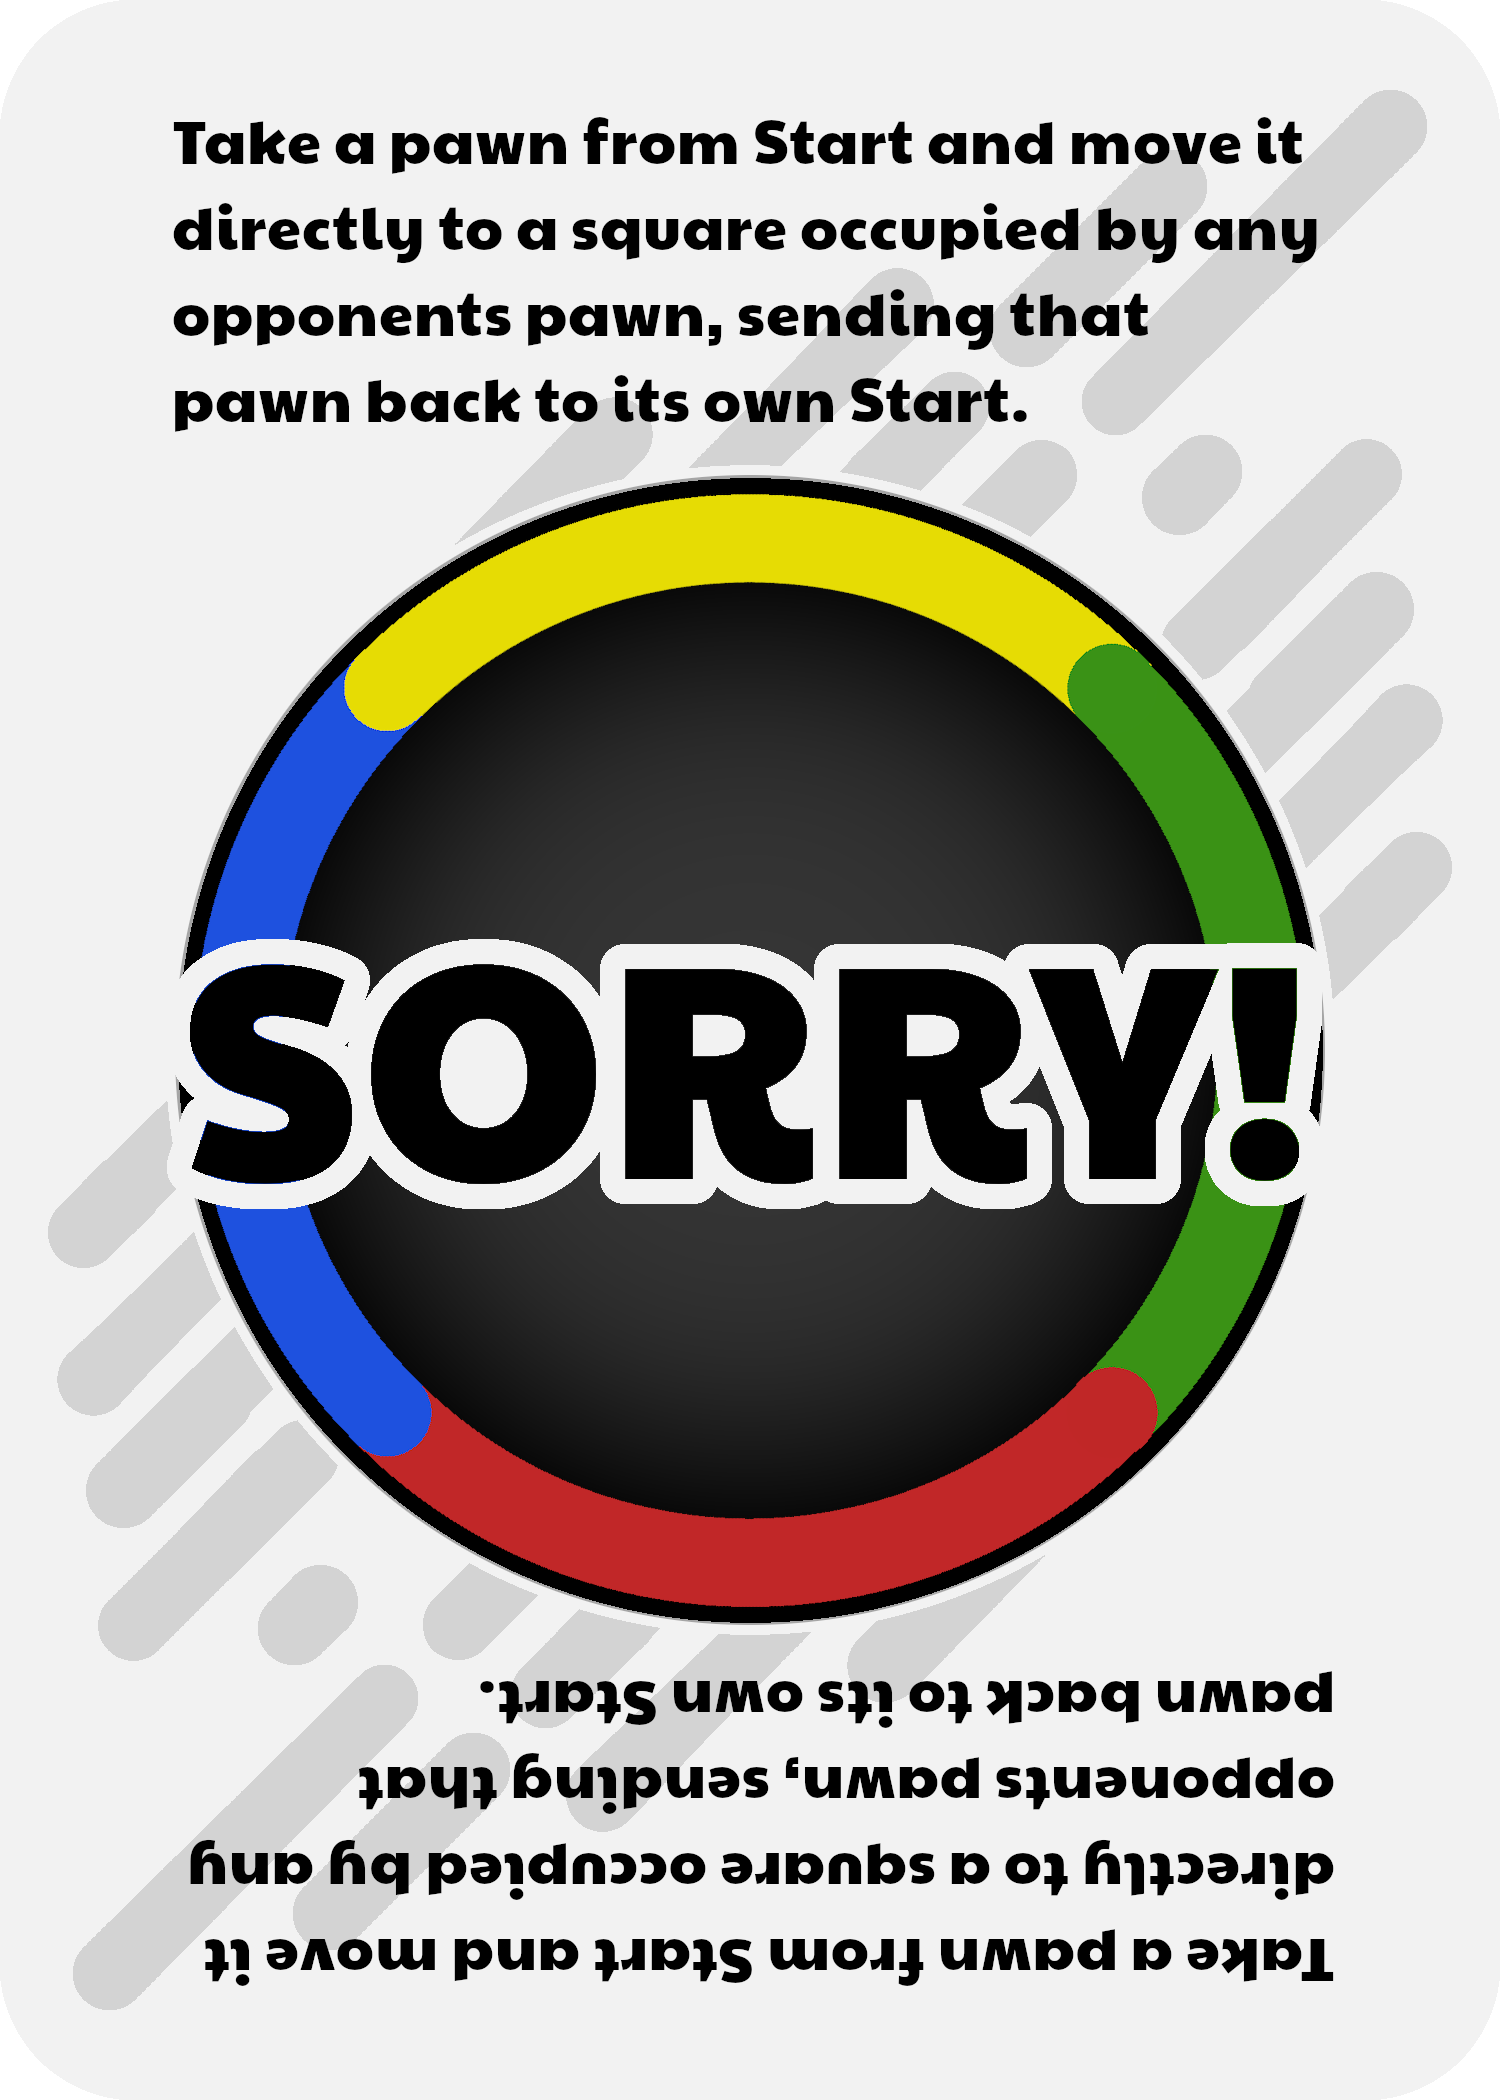 Take a pawn from Start and move it
directly to a square occupied by any
opponents pawn, sending that
pawn back to its own Start.
SORRY!
Take a pawn from Start and move it
directly to a square occupied by any
opponents pawn, sending that
pawn back to its own Start.